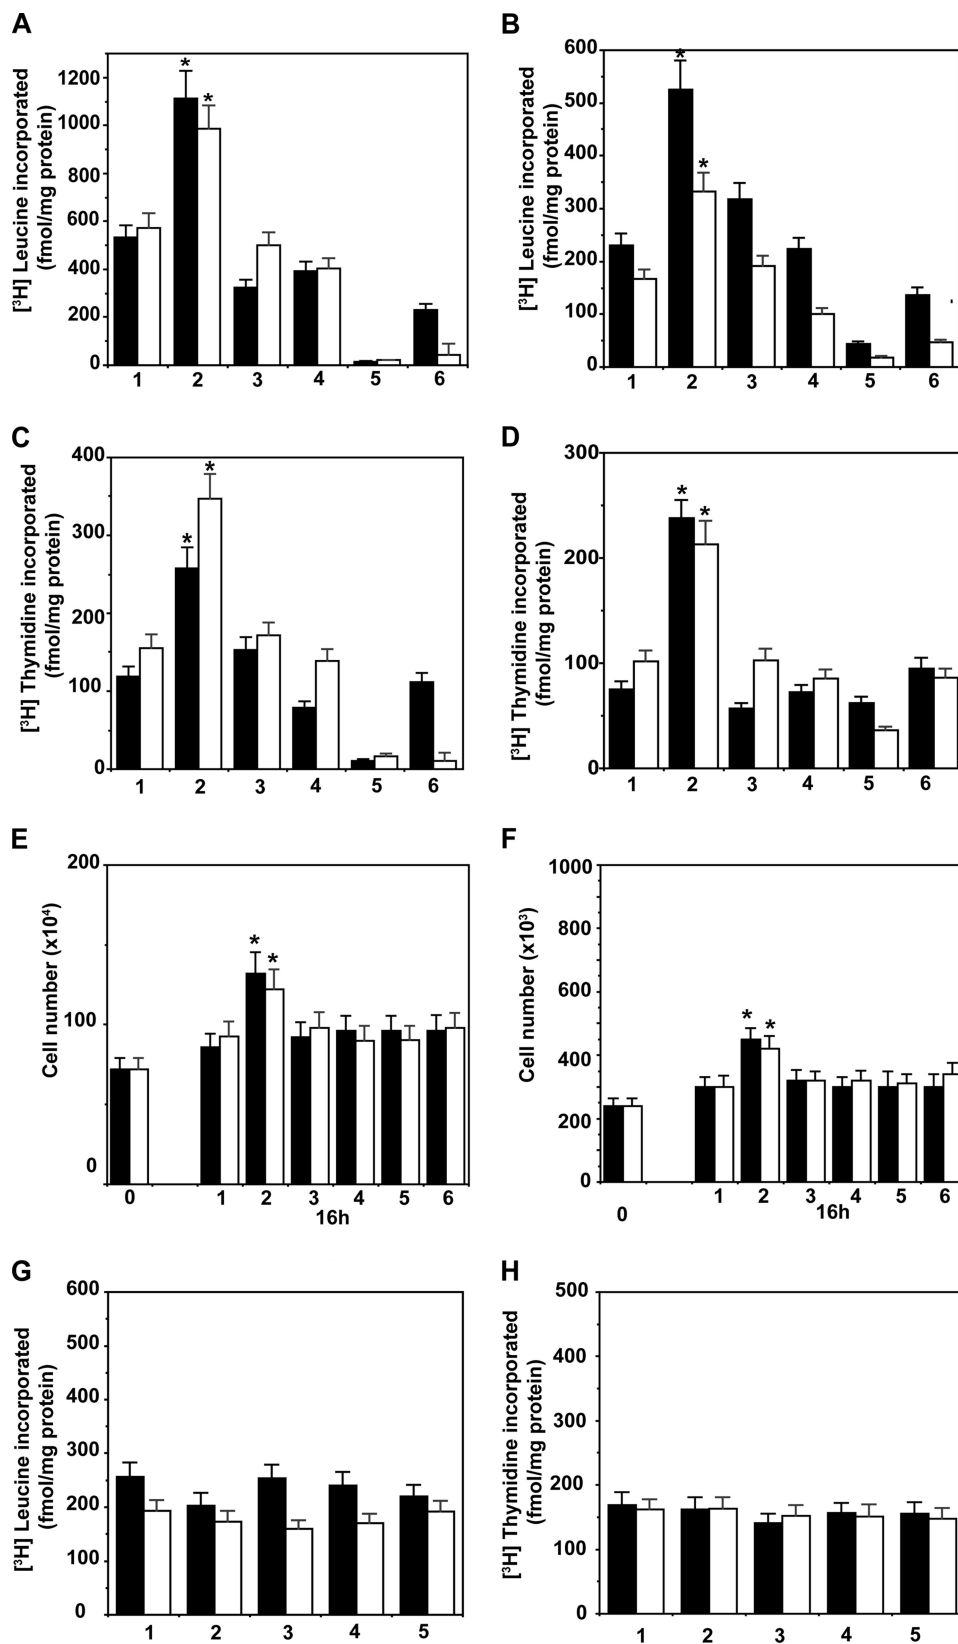 A
[³H] Leucine incorporated
(fmol/mg protein)
1200
1000
800
600
400
200
0
1 2 3 4 5 6
* *
B
[³H] Leucine incorporated
(fmol/mg protein)
600
500
400
300
200
100
0
1 2 3 4 5 6
* *
C
[³H] Thymidine incorporated
(fmol/mg protein)
400
300
200
100
0
1 2 3 4 5 6
* *
D
[³H] Thymidine incorporated
(fmol/mg protein)
300
200
100
0
1 2 3 4 5 6
* *
E
Cell number (x10⁴)
200
100
0
0 1 2 3 4 5 6
16h
* *
F
Cell number (x10³)
1000
800
600
400
200
0
0 1 2 3 4 5 6
16h
* *
G
[³H] Leucine incorporated
(fmol/mg protein)
600
500
400
300
200
100
0
1 2 3 4 5
H
[³H] Thymidine incorporated
(fmol/mg protein)
500
400
300
200
100
0
1 2 3 4 5